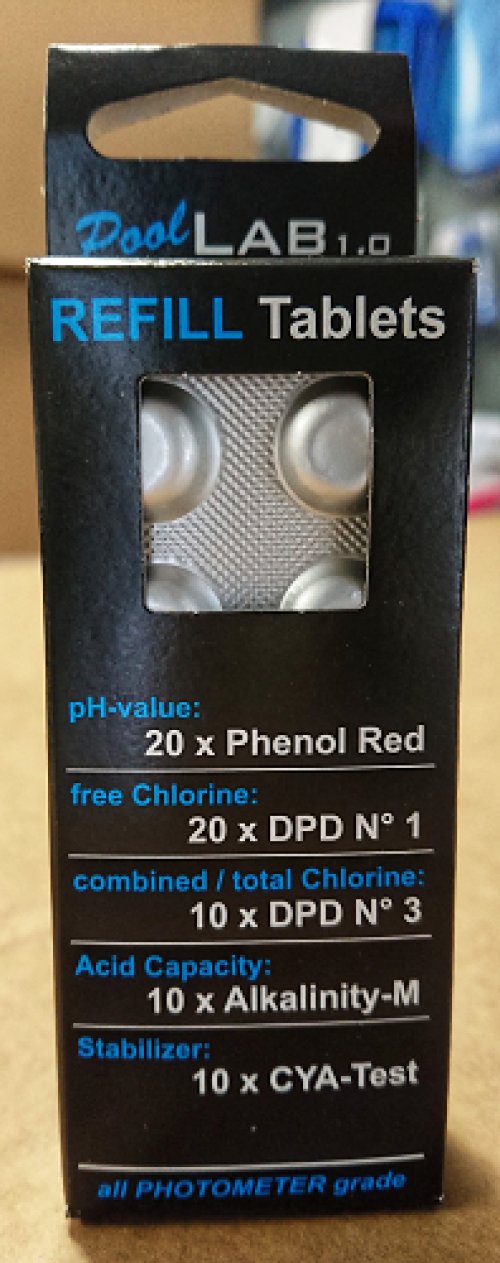 Pool LAB 1.0
REFILL Tablets
pH-value:
20 x Phenol Red
free Chlorine:
20 x DPD N° 1
combined / total Chlorine:
10 x DPD N° 3
Acid Capacity:
10 x Alkalinity-M
Stabilizer:
10 x CYA-Test
all PHOTOMETER grade